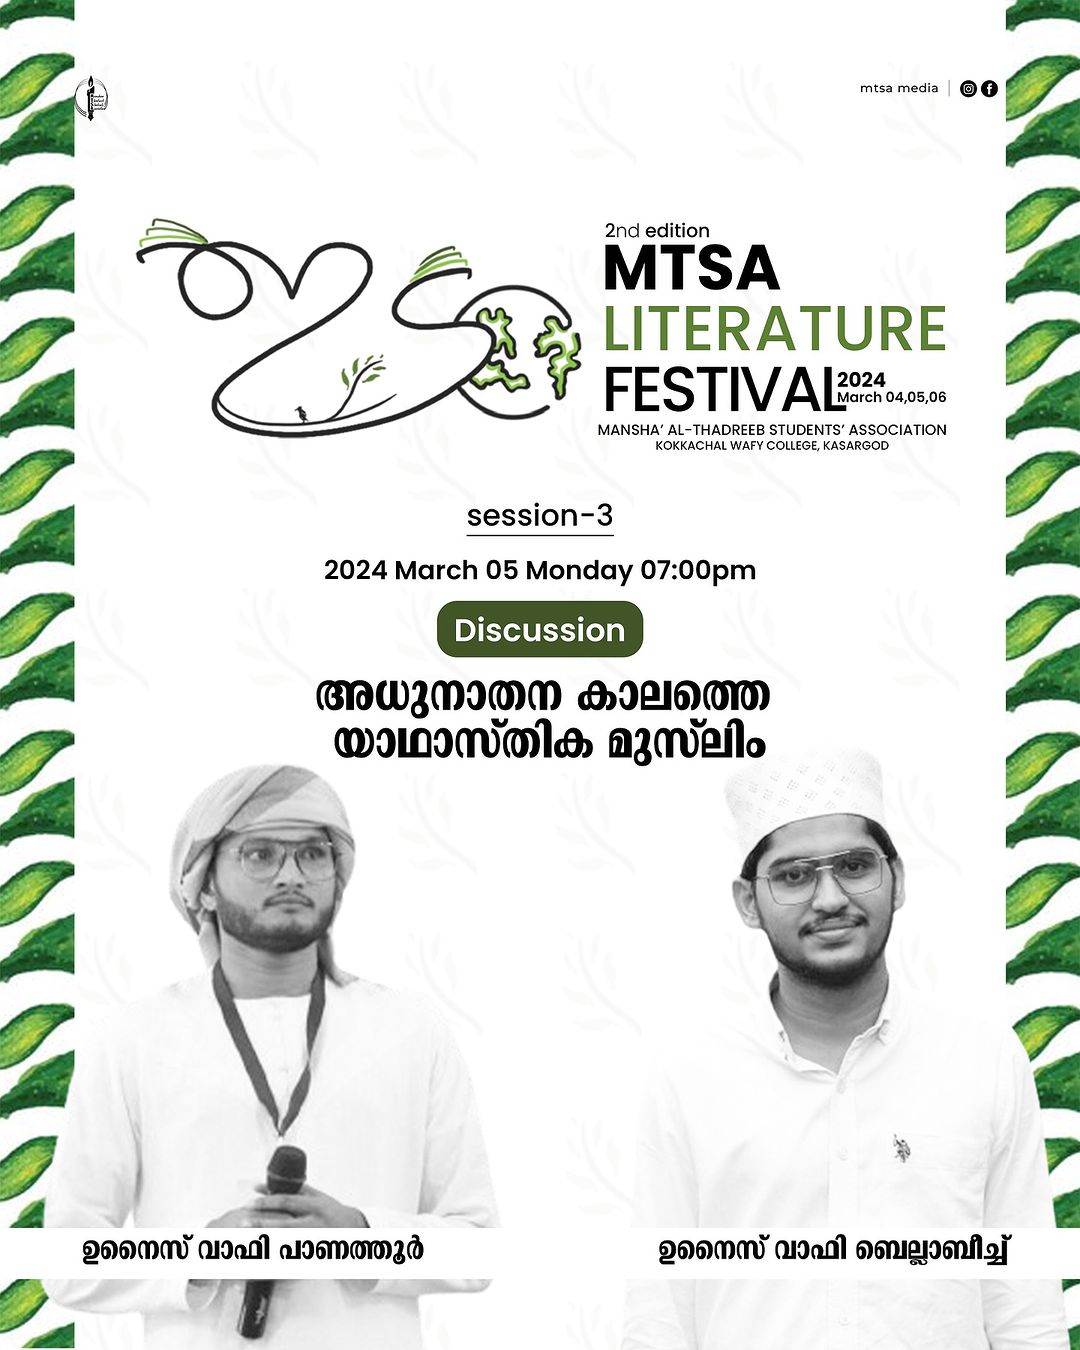 mtsa media
2nd edition
MTSA
LITERATURE
FESTIVAL 2024
March 04,05,06
MANSHA' AL-THADREEB STUDENTS' ASSOCIATION
KOKKACHAL WAFY COLLEGE, KASARGOD
session-3
2024 March 05 Monday 07:00pm
Discussion
അധുനാതന കാലത്തെ
യാഥാസ്തിക മുസ്‌ലിം
ഉനൈസ് വാഫി പാണത്തൂർ
ഉനൈസ് വാഫി ബെല്ലാബീച്ച്